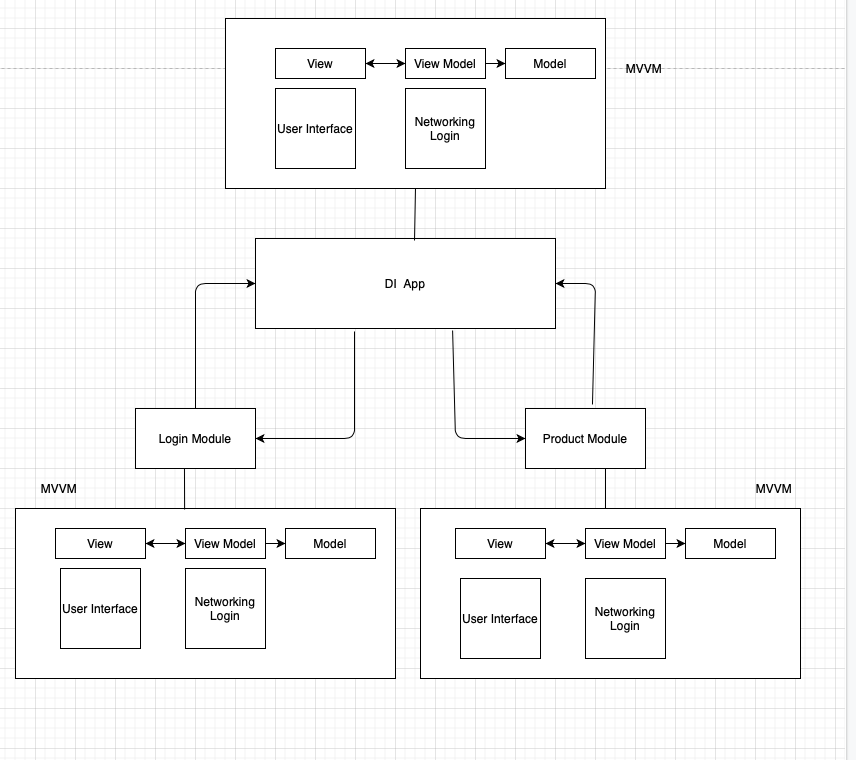 View
View Model
Model
MVVM
User Interface
Networking
Login
DI App
Login Module
Product Module
MVVM
MVVM
View
View Model
Model
User Interface
Networking
Login
View
View Model
Model
User Interface
Networking
Login